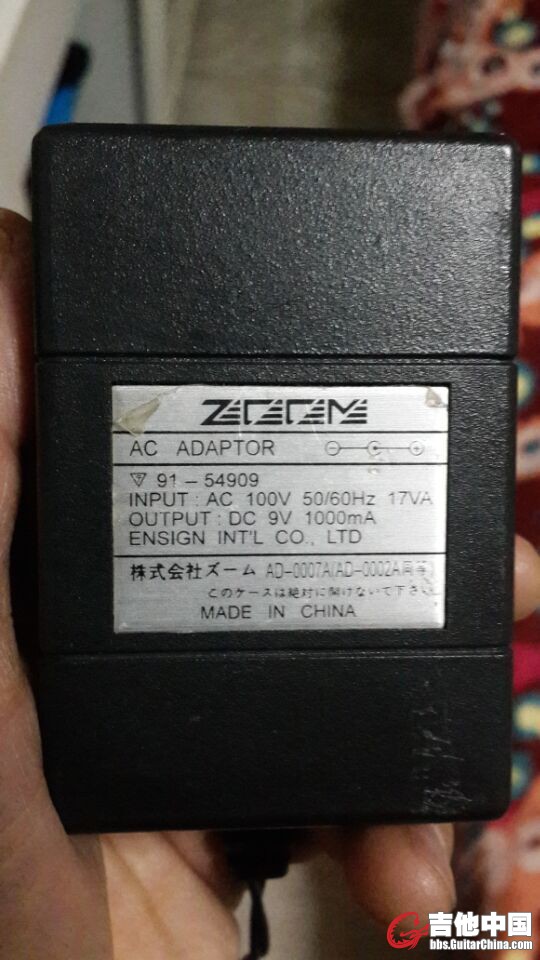 ZOOM
AC ADAPTOR
91-54909
INPUT : AC 100V 50/60Hz 17VA
OUTPUT : DC 9V 1000mA
ENSIGN INT'L CO., LTD
株式会社ズーム AD-0007A(AD-0002A同等)
このケースは絶対に開けないで下さい
MADE IN CHINA
吉他中国
bbs.GuitarChina.com